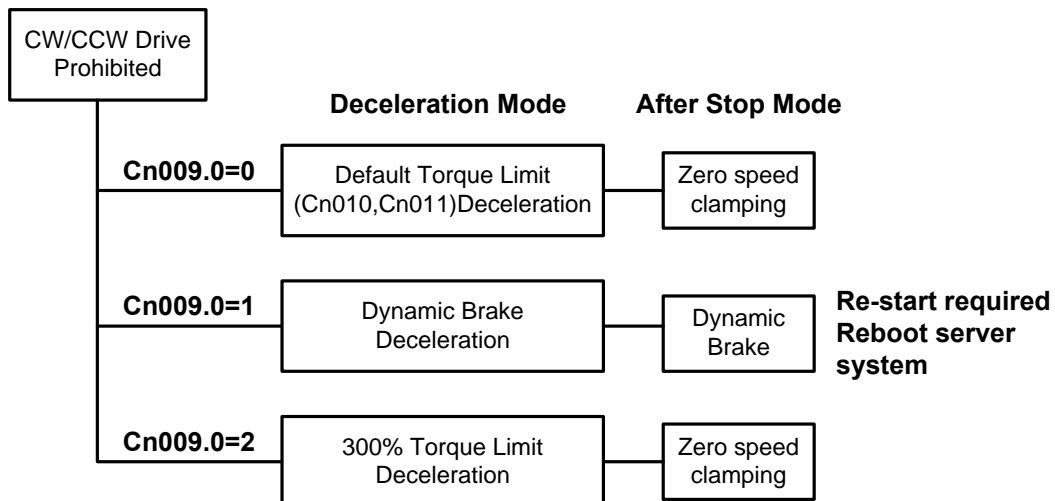 CW/CCW Drive
Prohibited
Deceleration Mode
After Stop Mode
Cn009.0=0
Default Torque Limit
(Cn010,Cn011)Deceleration
Zero speed
clamping
Cn009.0=1
Dynamic Brake
Deceleration
Dynamic
Brake
Re-start required
Reboot server
system
Cn009.0=2
300% Torque Limit
Deceleration
Zero speed
clamping